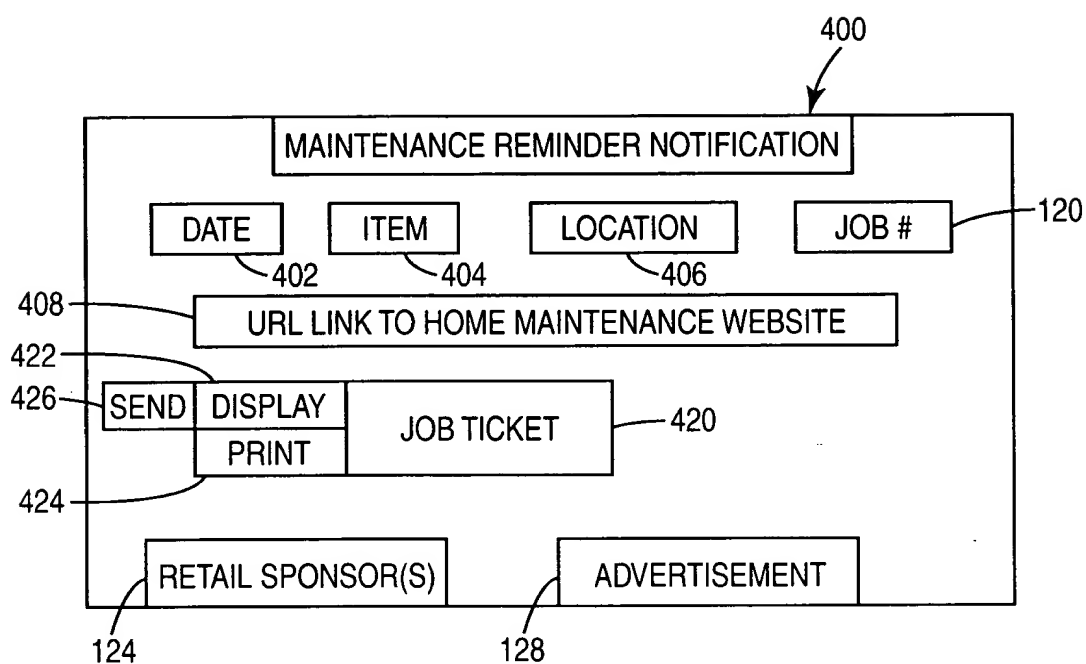 400
MAINTENANCE REMINDER NOTIFICATION
DATE
ITEM
LOCATION
JOB #
120
402
404
406
408
URL LINK TO HOME MAINTENANCE WEBSITE
422
426
SEND
DISPLAY
JOB TICKET
420
PRINT
424
RETAIL SPONSOR(S)
ADVERTISEMENT
124
128